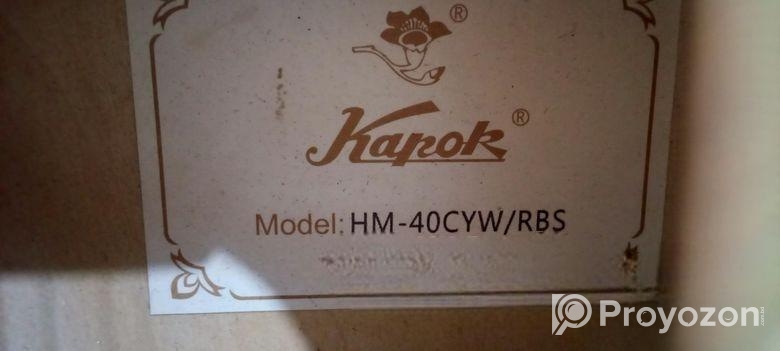 ®
Kapok®
Model: HM-40CYW/RBS
Proyozon